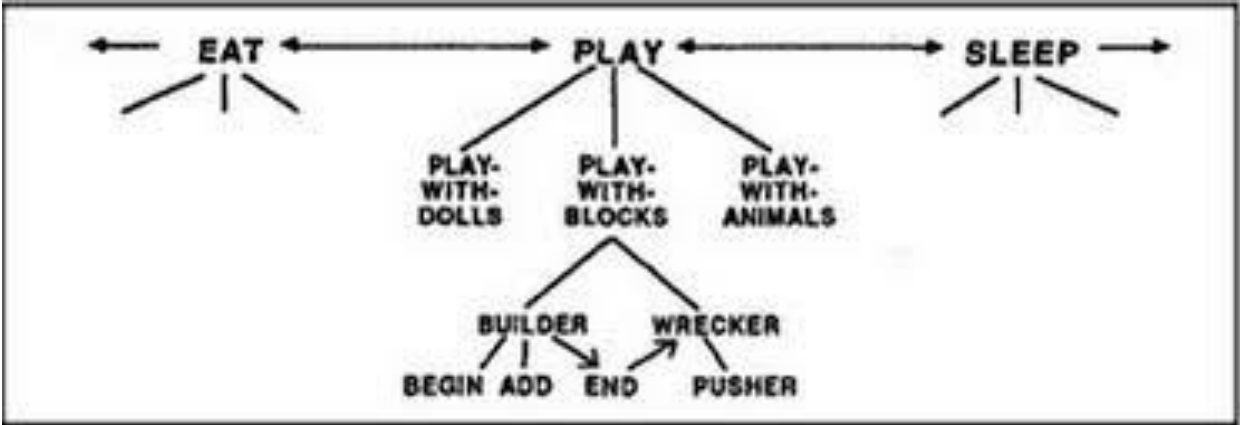 EAT PLAY SLEEP
PLAY- PLAY- PLAY-
WITH- WITH- WITH-
DOLLS BLOCKS ANIMALS
BUILDER WRECKER
BEGIN ADD END PUSHER